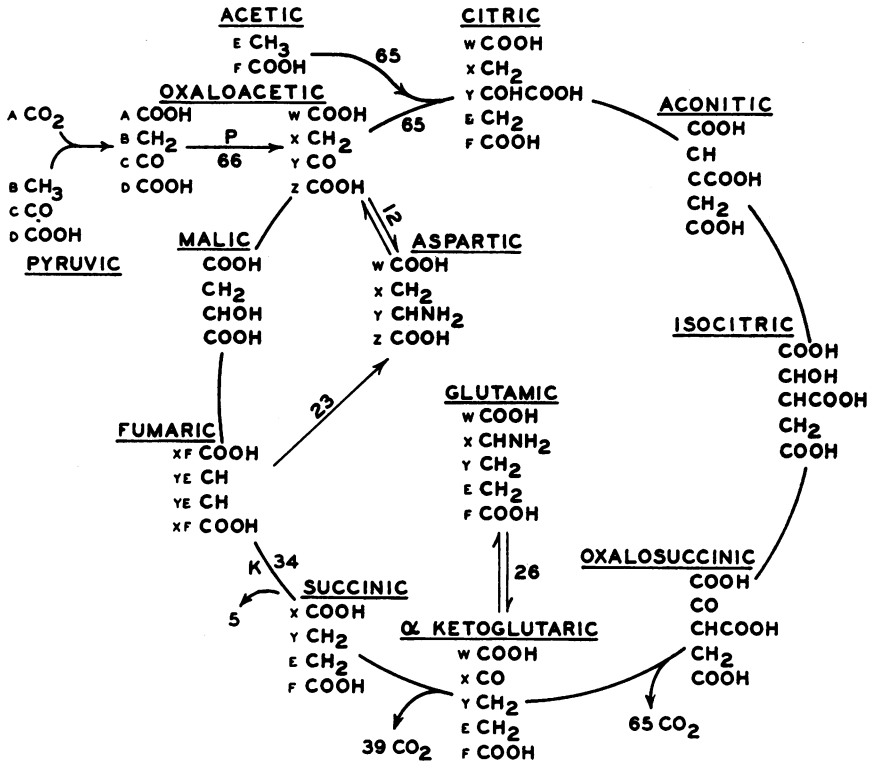 ACETIC
E CH3
F COOH
65
CITRIC
W COOH
X CH2
Y COHCOOH
E CH2
F COOH
65
A CO2
B CH3
C CO
D COOH
PYRUVIC
A COOH
B CH2
C CO
D COOH
P
66
OXALOACETIC
W COOH
X CH2
Y CO
Z COOH
ACONITIC
COOH
CH
CCOOH
CH2
COOH
12
MALIC
COOH
CH2
CHOH
COOH
ASPARTIC
W COOH
X CH2
Y CHNH2
Z COOH
ISOCITRIC
COOH
CHOH
CHCOOH
CH2
COOH
23
FUMARIC
XF COOH
YE CH
YE CH
XF COOH
GLUTAMIC
W COOH
X CHNH2
Y CH2
E CH2
F COOH
26
K 34
5
SUCCINIC
X COOH
Y CH2
E CH2
F COOH
α KETOGLUTARIC
W COOH
X CO
Y CH2
E CH2
F COOH
OXALOSUCCINIC
COOH
CO
CHCOOH
CH2
COOH
39 CO2
65 CO2